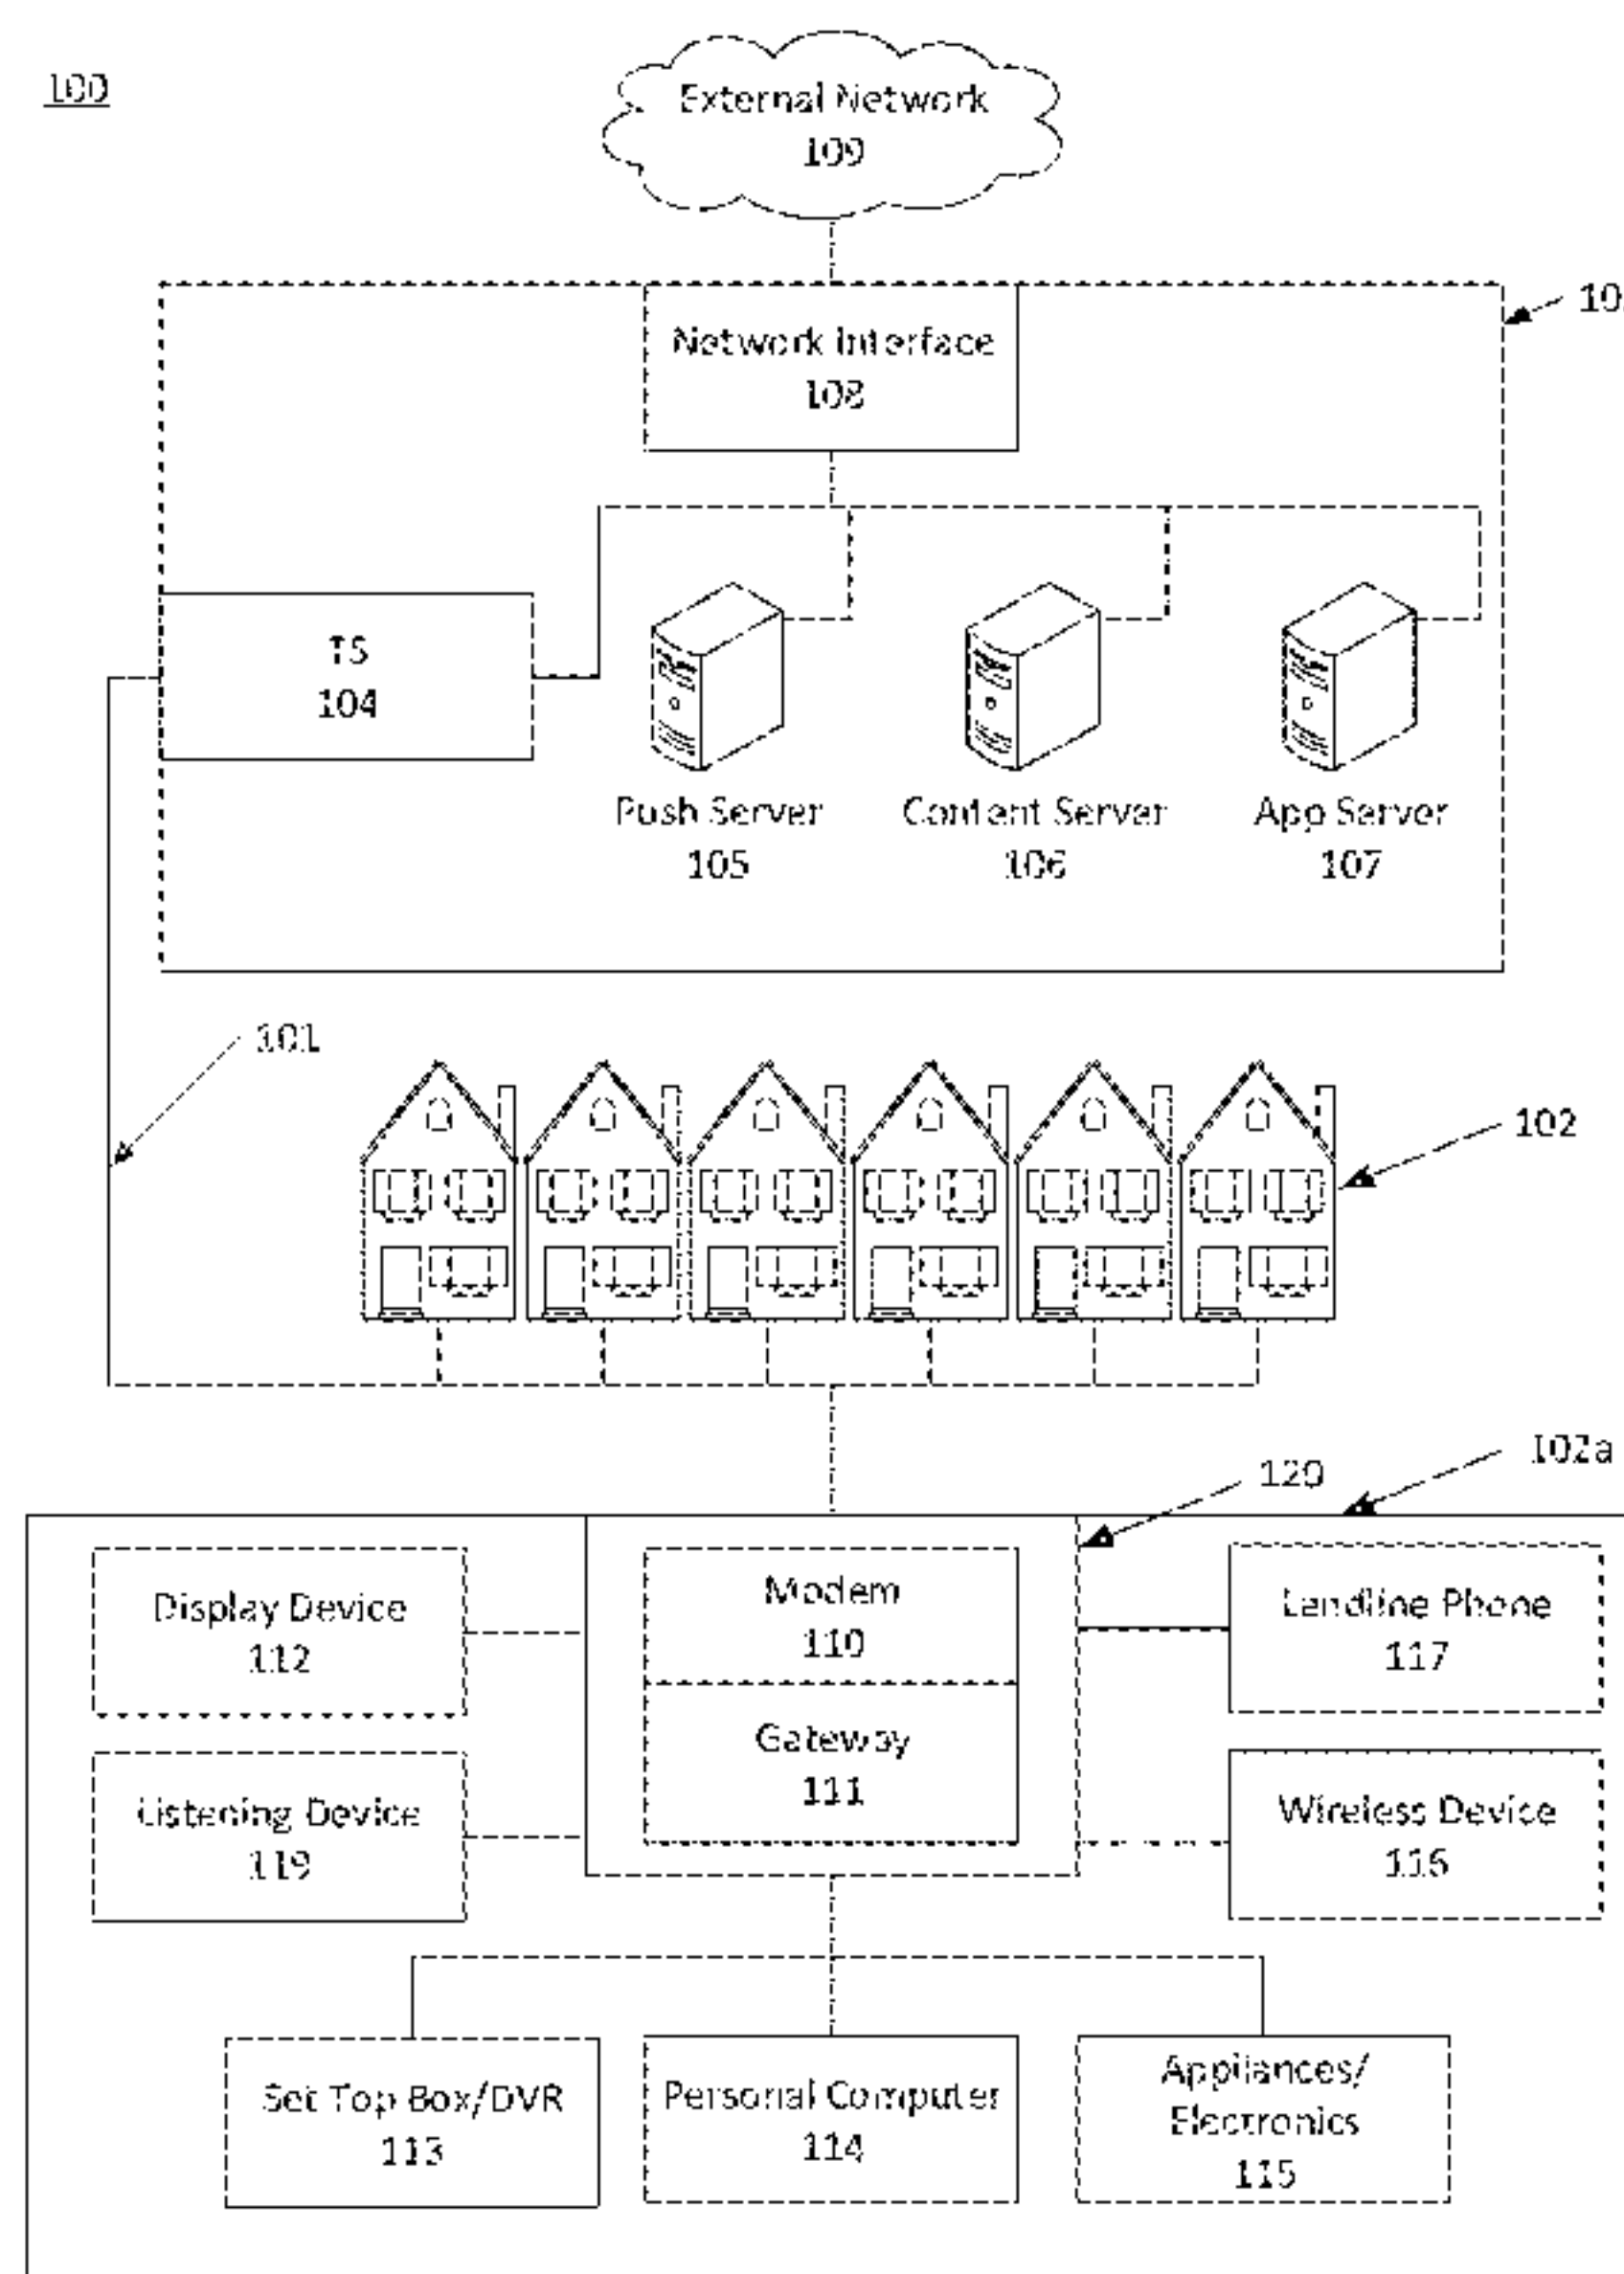 100
External Network
109
10
Network Interface
108
TS
104
Push Server
105
Content Server
106
App Server
107
101
102
102a
120
Display Device
112
Modem
110
Landline Phone
117
Gateway
111
Listening Device
119
Wireless Device
116
Set Top Box/DVR
113
Personal Computer
114
Appliances/
Electronics
115